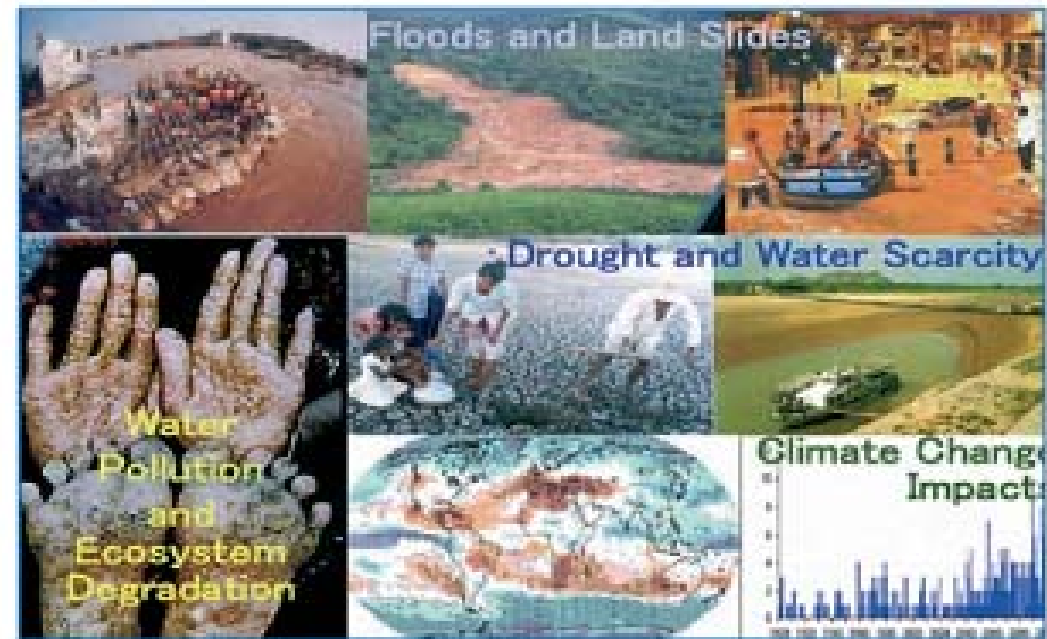 Floods and Land Slides
Drought and Water Scarcity
Water
Pollution
and
Ecosystem
Degradation
Climate Change
Impacts